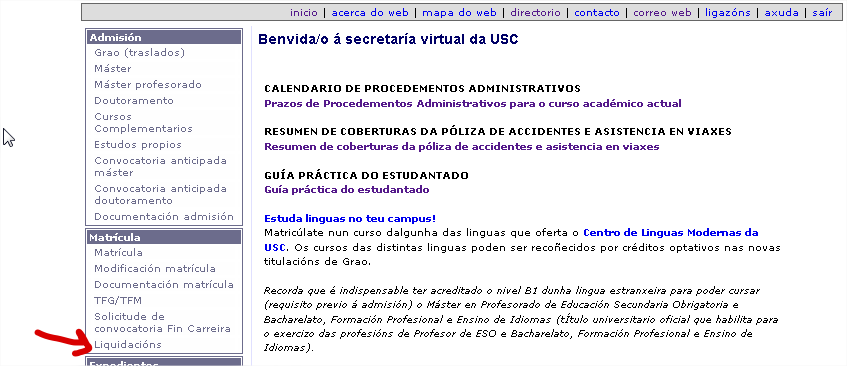 inicio | acerca do web | mapa do web | directorio | contacto | correo web | ligazóns | axuda | saír
Admisión
Grao (traslados)
Máster
Máster profesorado
Doutoramento
Cursos
Complementarios
Estudos propios
Convocatoria anticipada
máster
Convocatoria anticipada
doutoramento
Documentación admisión
Matrícula
Matrícula
Modificación matrícula
Documentación matrícula
TFG/TFM
Solicitude de
convocatoria Fin Carreira
Liquidacións
Expedientes
Benvida/o á secretaría virtual da USC
CALENDARIO DE PROCEDEMENTOS ADMINISTRATIVOS
Prazos de Procedementos Administrativos para o curso académico actual
RESUMEN DE COBERTURAS DA PÓLIZA DE ACCIDENTES E ASISTENCIA EN VIAXES
Resumen de coberturas da póliza de accidentes e asistencia en viaxes
GUÍA PRÁCTICA DO ESTUDANTADO
Guía práctica do estudantado
Estuda linguas no teu campus!
Matricúlate nun curso dalgunha das linguas que oferta o Centro de Linguas Modernas da
USC. Os cursos das distintas linguas poden ser recoñecidos por créditos optativos nas novas
titulacións de Grao.
Recorda que é indispensable ter acreditado o nivel B1 dunha lingua estranxeira para poder cursar
(requisito previo á admisión) o Máster en Profesorado de Educación Secundaria Obrigatoria e
Bacharelato, Formación Profesional e Ensino de Idiomas (título universitario oficial que habilita para
o exercizo das profesións de Profesor de ESO e Bacharelato, Formación Profesional e Ensino de
Idiomas).